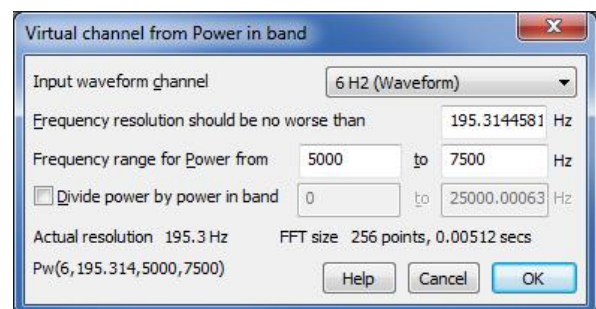 Virtual channel from Power in band
Input waveform channel 6 H2 (Waveform)
Frequency resolution should be no worse than 195.3144581 Hz
Frequency range for Power from 5000 to 7500 Hz
Divide power by power in band 0 to 25000.00063 Hz
Actual resolution 195.3 Hz FFT size 256 points, 0.00512 secs
Pw(6,195.314,5000,7500) Help Cancel OK